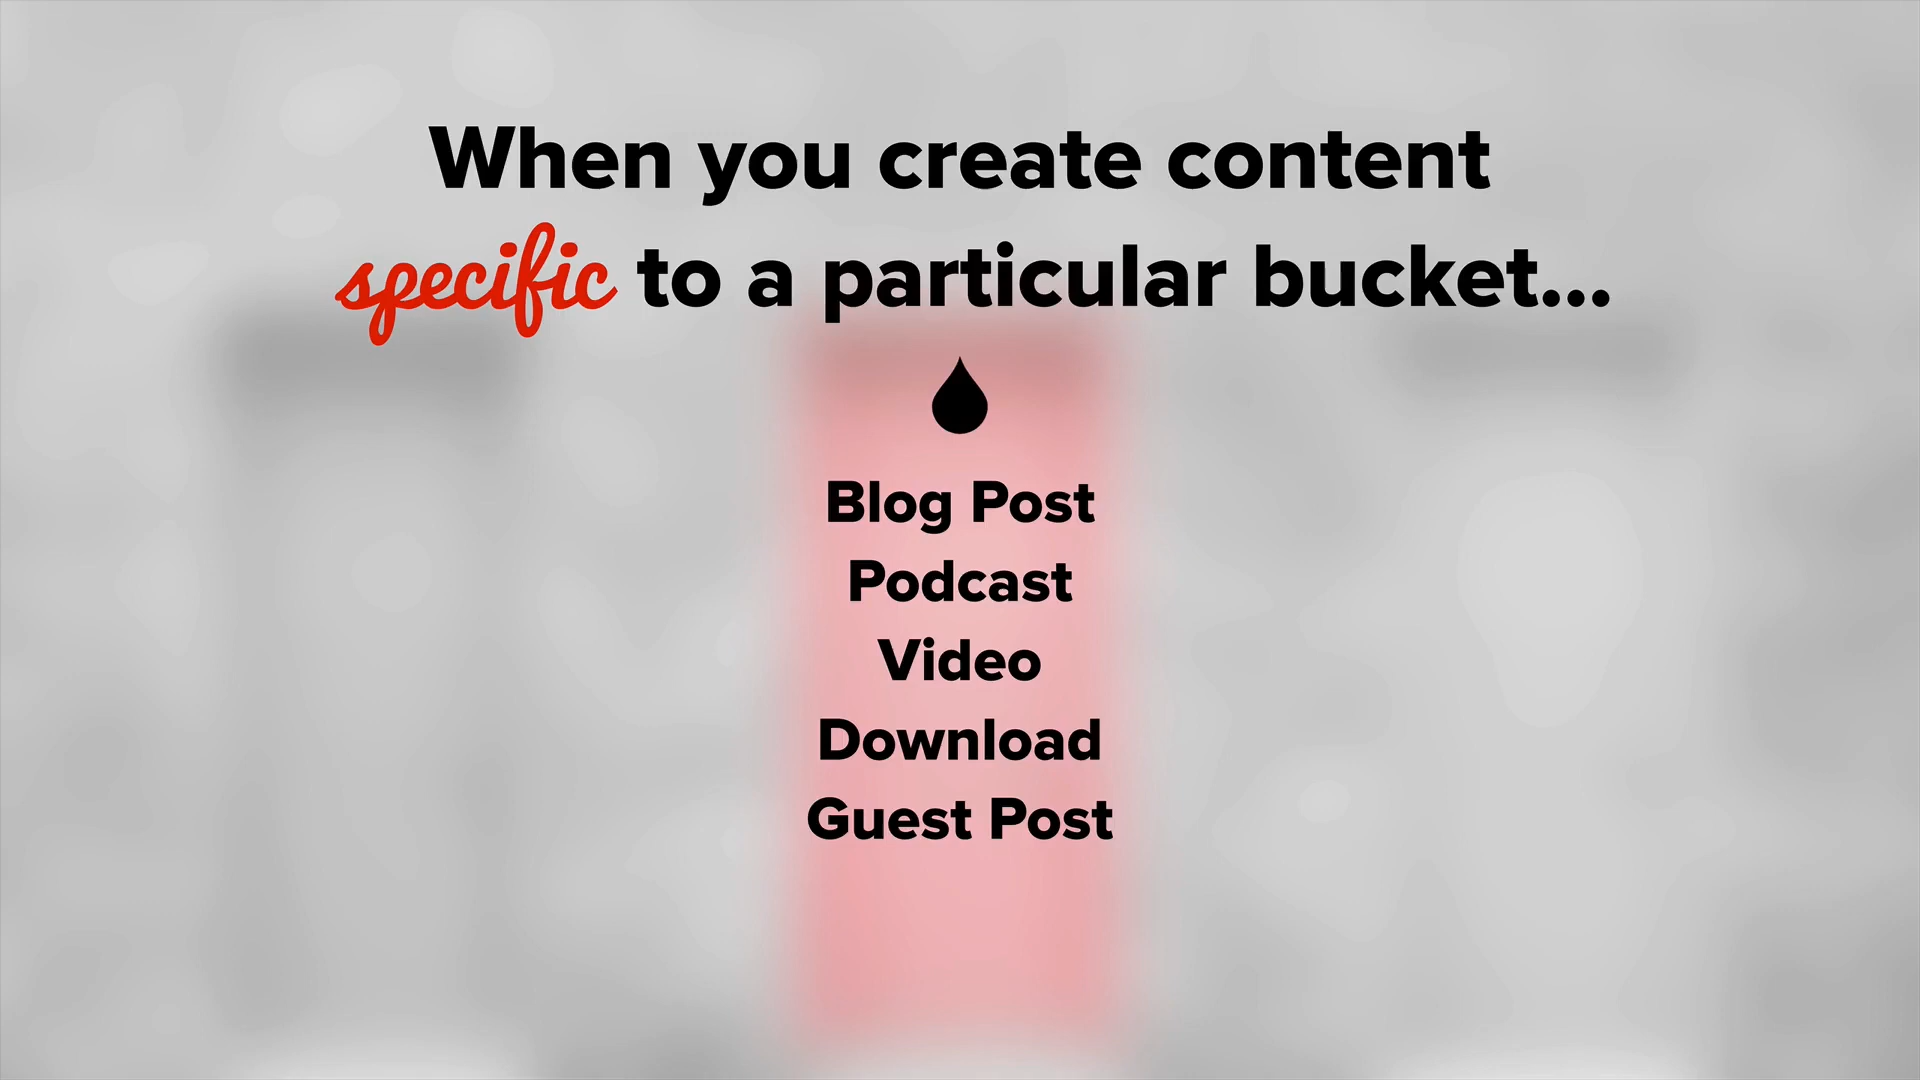 When you create content
specific to a particular bucket...
Blog Post
Podcast
Video
Download
Guest Post